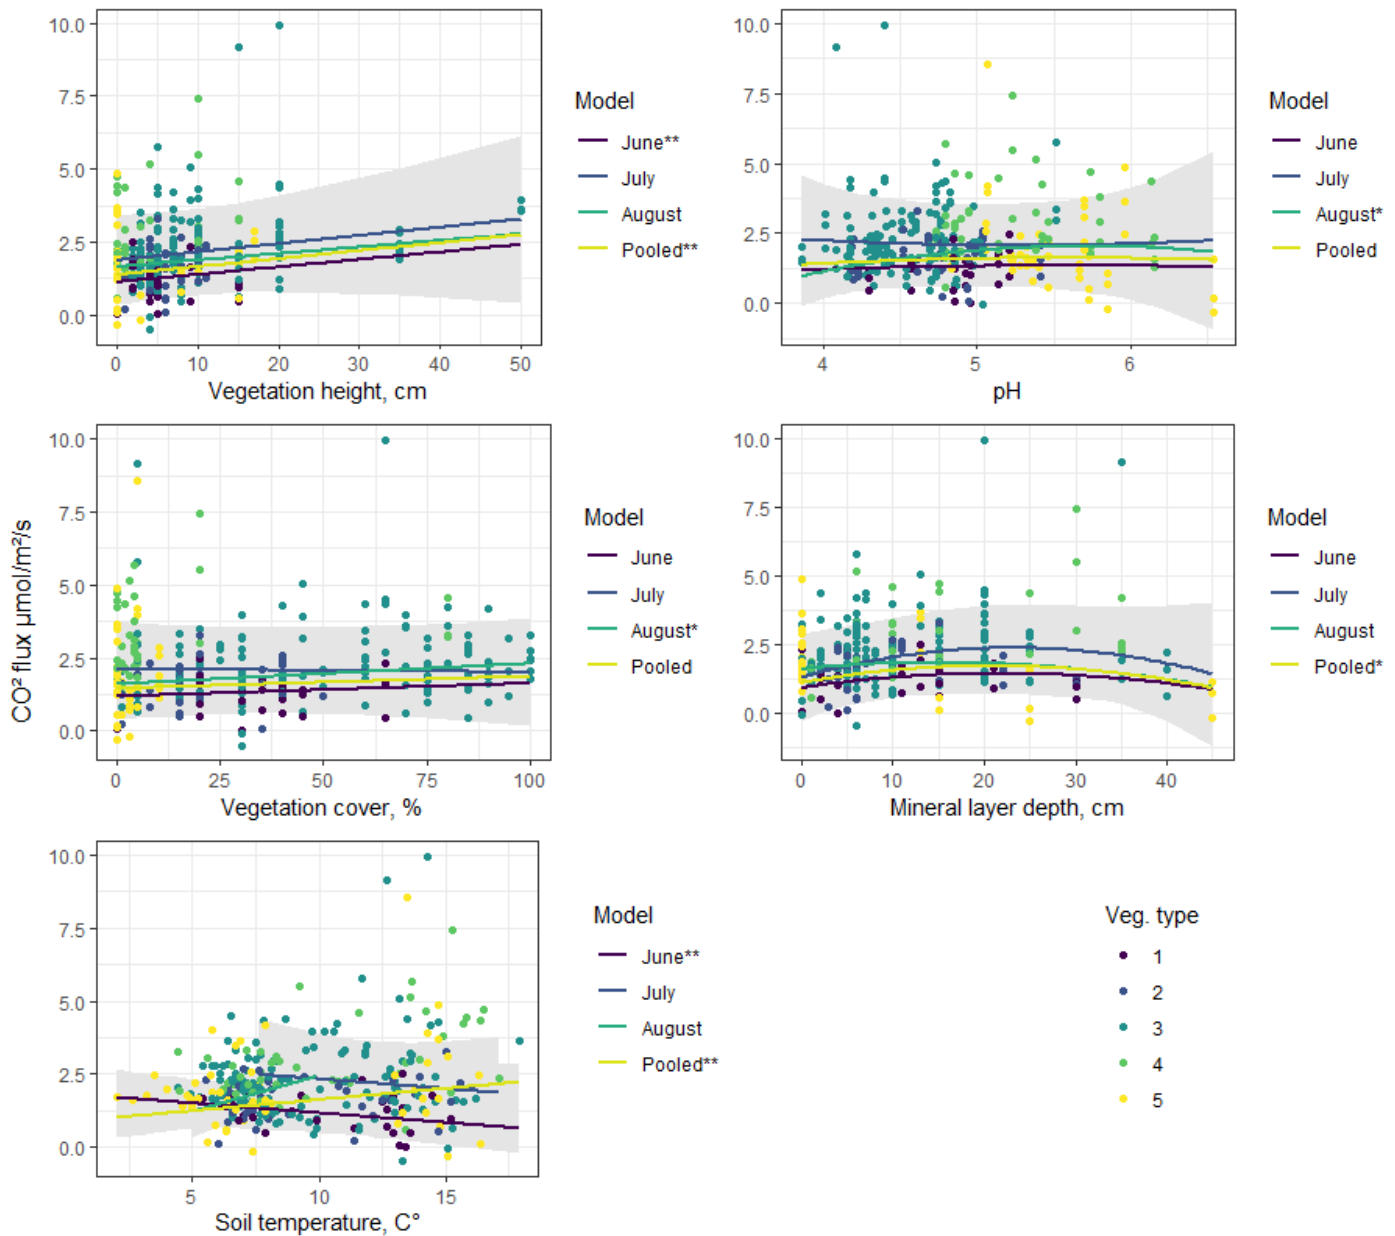 10.0
7.5
5.0
2.5
0.0
0 10 20 30 40 50
Vegetation height, cm
Model
June**
July
August
Pooled**
10.0
7.5
5.0
2.5
0.0
4 5 6
pH
Model
June
July
August*
Pooled
CO² flux µmol/m²/s
10.0
7.5
5.0
2.5
0.0
0 25 50 75 100
Vegetation cover, %
Model
June
July
August*
Pooled
10.0
7.5
5.0
2.5
0.0
0 10 20 30 40
Mineral layer depth, cm
Model
June
July
August
Pooled*
10.0
7.5
5.0
2.5
0.0
5 10 15
Soil temperature, C°
Model
June**
July
August
Pooled**
Veg. type
1
2
3
4
5